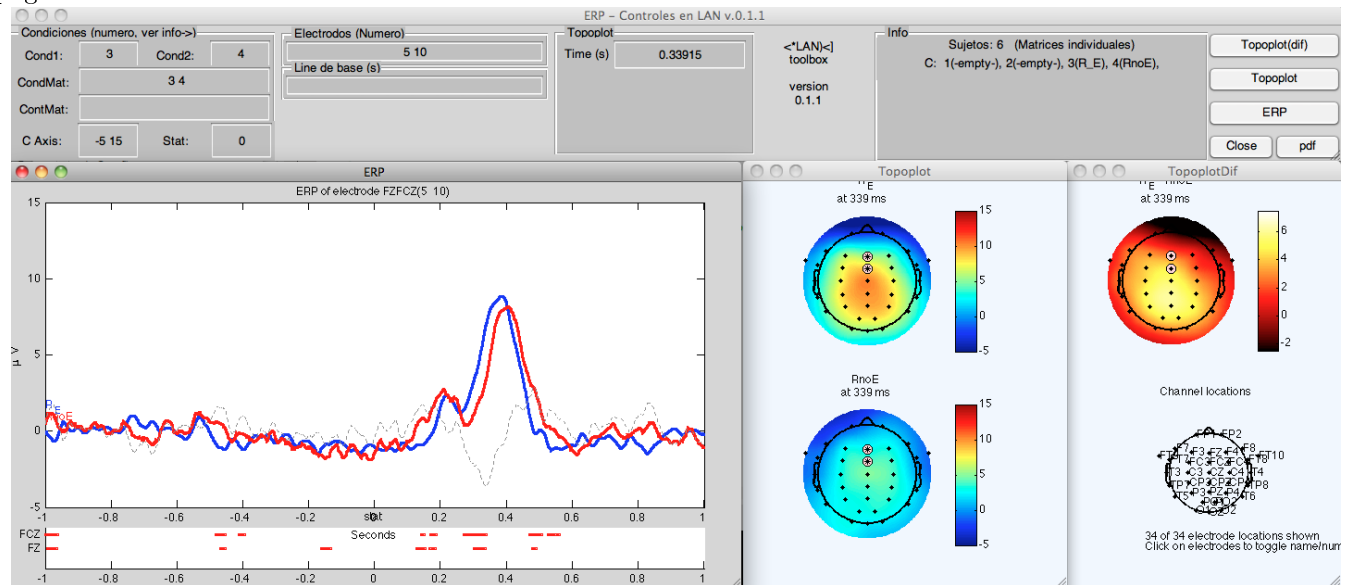 ERP – Controles en LAN v.0.1.1
Condiciones (numero, ver info->)
Cond1: 3 Cond2: 4
CondMat: 3 4
ContMat:
C Axis: -5 15 Stat: 0
Electrodos (Numero)
5 10
Line de base (s)
Topoplot
Time (s) 0.33915
<*LAN)<]
toolbox
version
0.1.1
Info
Sujetos: 6 (Matrices individuales)
C: 1(-empty-), 2(-empty-), 3(R_E), 4(RnoE),
Topoplot(dif)
Topoplot
ERP
Close pdf
ERP
ERP of electrode FZFCZ(5 10)
15
10
5
0
-5
μ V
-1 -0.8 -0.6 -0.4 -0.2 0 0.2 0.4 0.6 0.8 1
stat
Seconds
FCZ
FZ
-1 -0.8 -0.6 -0.4 -0.2 0 0.2 0.4 0.6 0.8 1
Topoplot
at 339 ms
15
10
5
0
-5
RnoE
at 339 ms
15
10
5
0
-5
TopoplotDif
at 339 ms
6
4
2
0
-2
Channel locations
34 of 34 electrode locations shown
Click on electrodes to toggle name/num